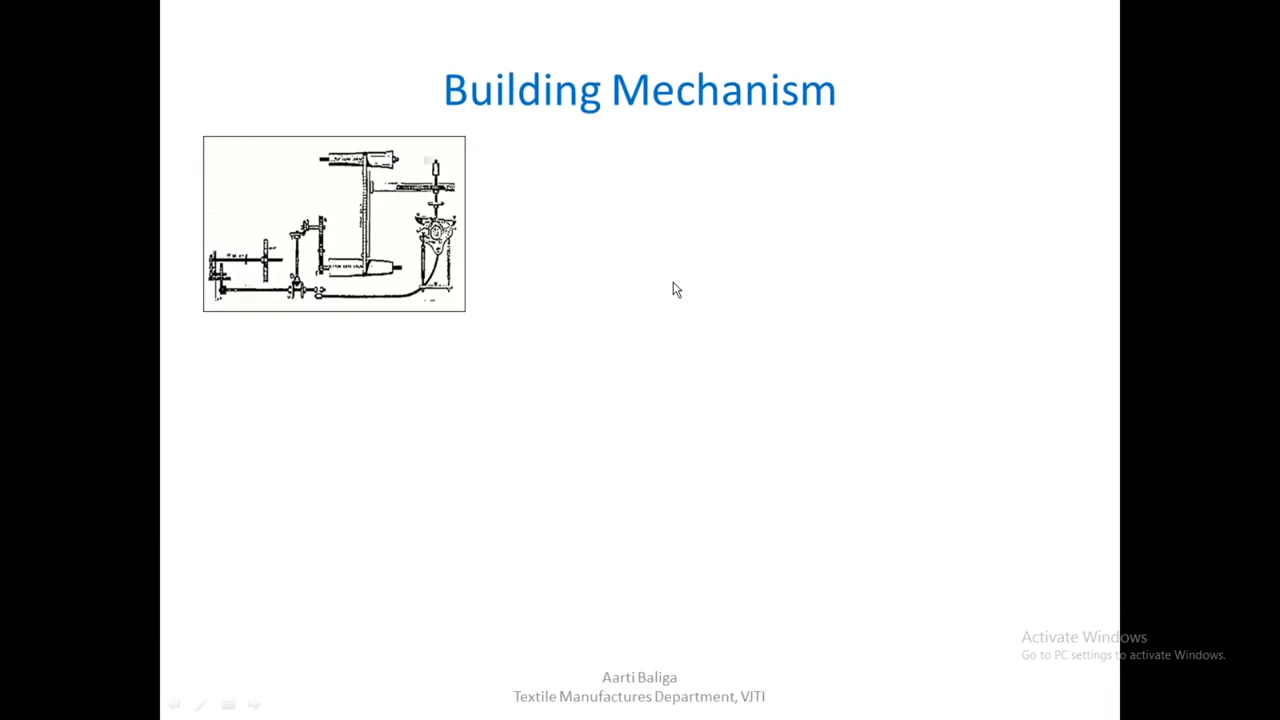 Building Mechanism
Activate Windows
Go to PC settings to activate Windows.
Aarti Baliga
Textile Manufactures Department, VJTI